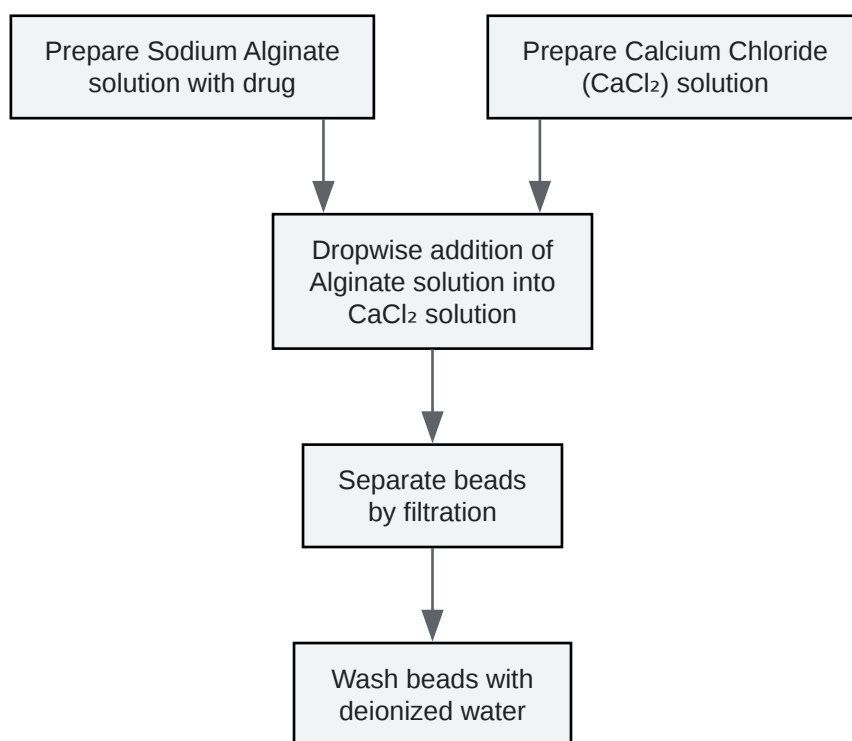 Prepare Sodium Alginate
solution with drug
Prepare Calcium Chloride
(CaCl₂) solution
Dropwise addition of
Alginate solution into
CaCl₂ solution
Separate beads
by filtration
Wash beads with
deionized water